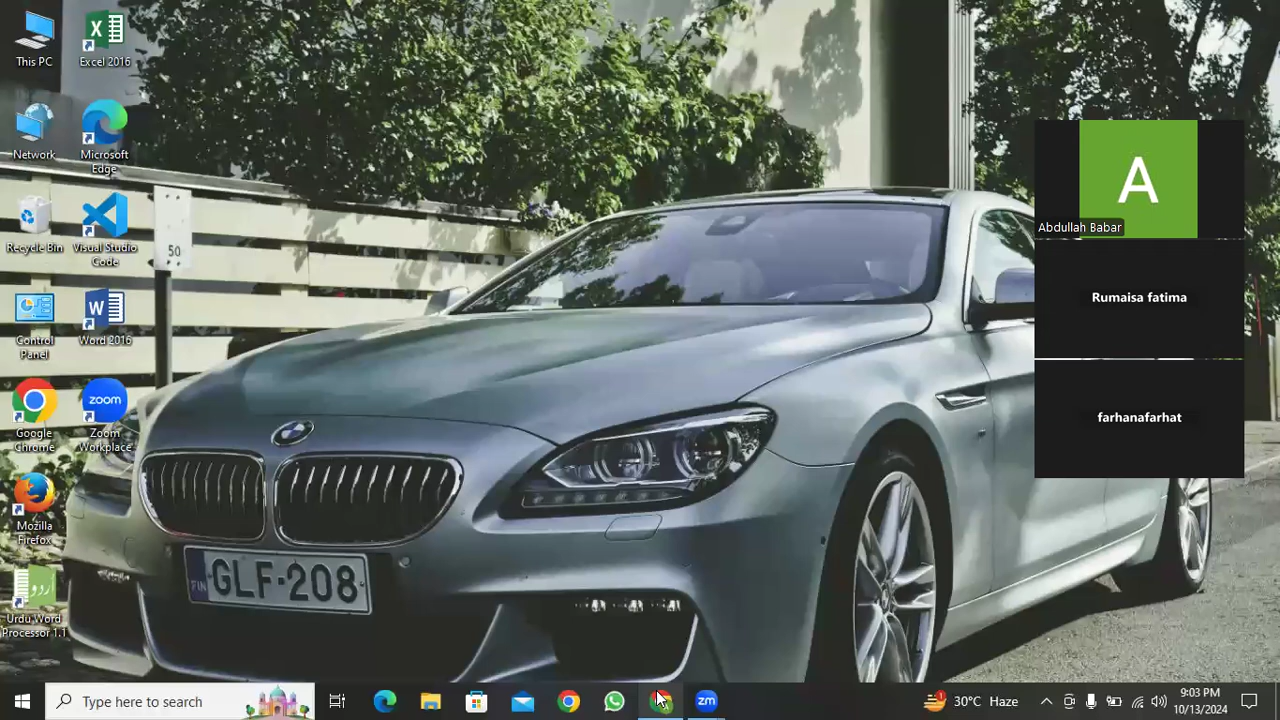 This PC
Excel 2016
Network
Microsoft
Edge
Recycle Bin
Visual Studio
Code
Control
Panel
Word 2016
Google
Chrome
zoom
Zoom
Workplace
Mozilla
Firefox
اردو
Urdu Word
Processor 1.1
50
GLF-208
FIN
A
Abdullah Babar
Rumaisa fatima
farhanafarhat
Type here to search
zm
1
30°C Haze
9:03 PM
10/13/2024